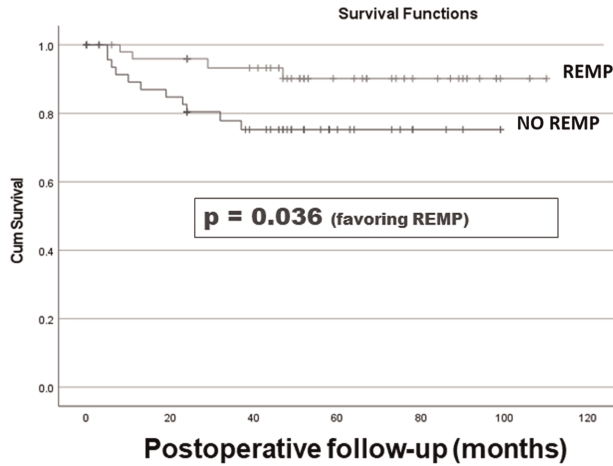 Survival Functions
1.0
REMP
0.8
NO REMP
0.6
p = 0.036 (favoring REMP)
0.4
0.2
0.0
Cum Survival
0 20 40 60 80 100 120
Postoperative follow-up (months)